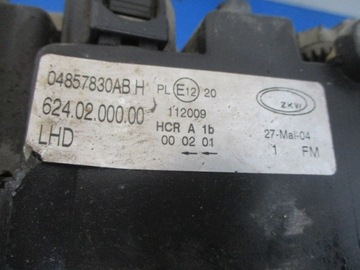 04857830AB H
PL E12 20
ZKW
624.02.000.00
112009
LHD
HCR A 1b
00 02 01
27-Mai-04
1 FM